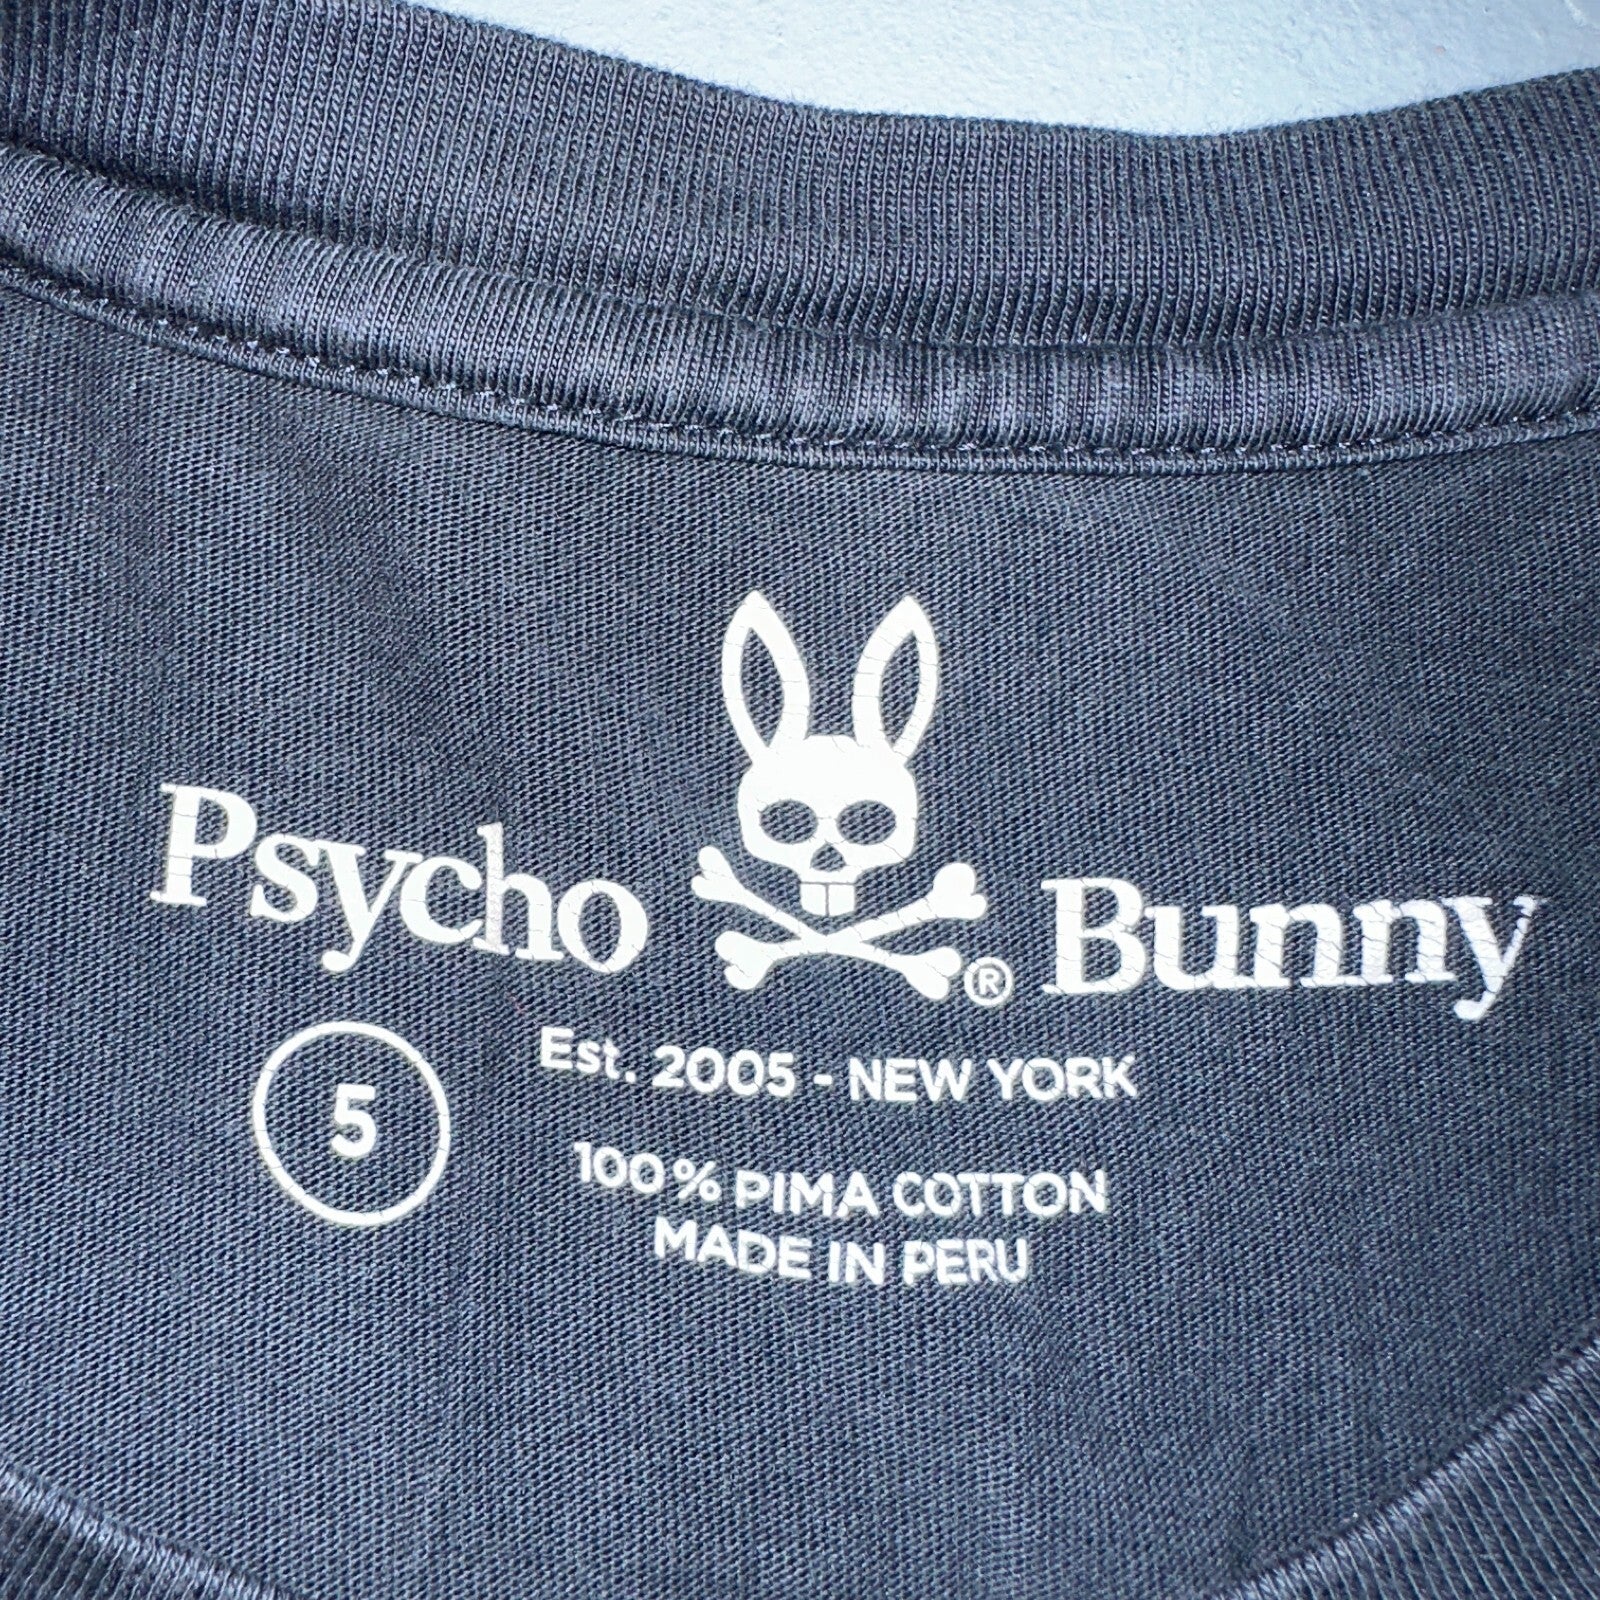 Psycho Bunny®
5
Est. 2005 - NEW YORK
100% PIMA COTTON
MADE IN PERU